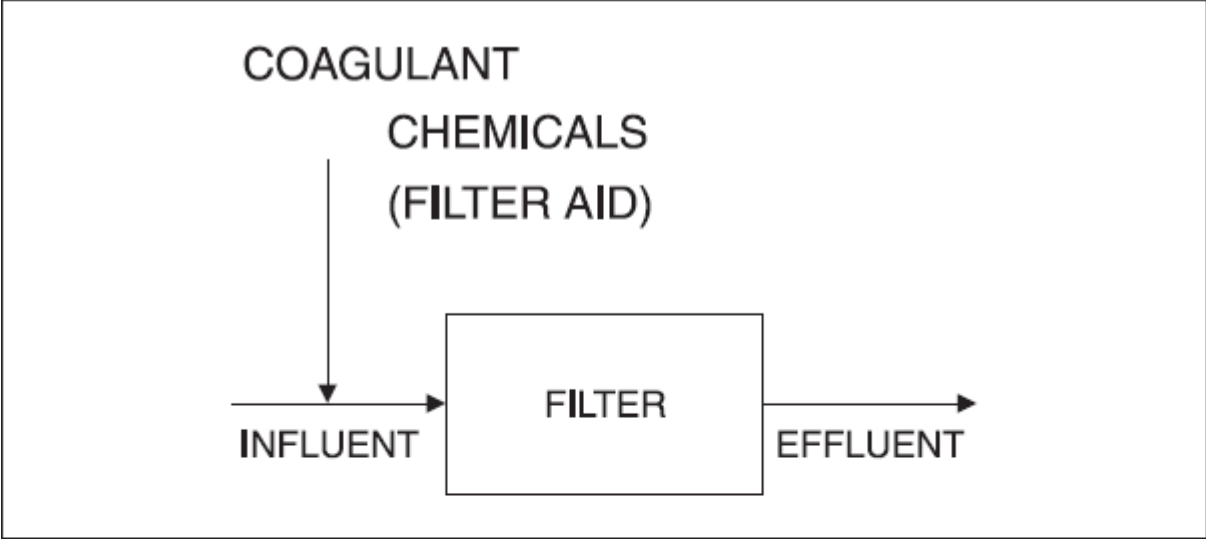 COAGULANT
CHEMICALS
(FILTER AID)
FILTER
INFLUENT
EFFLUENT